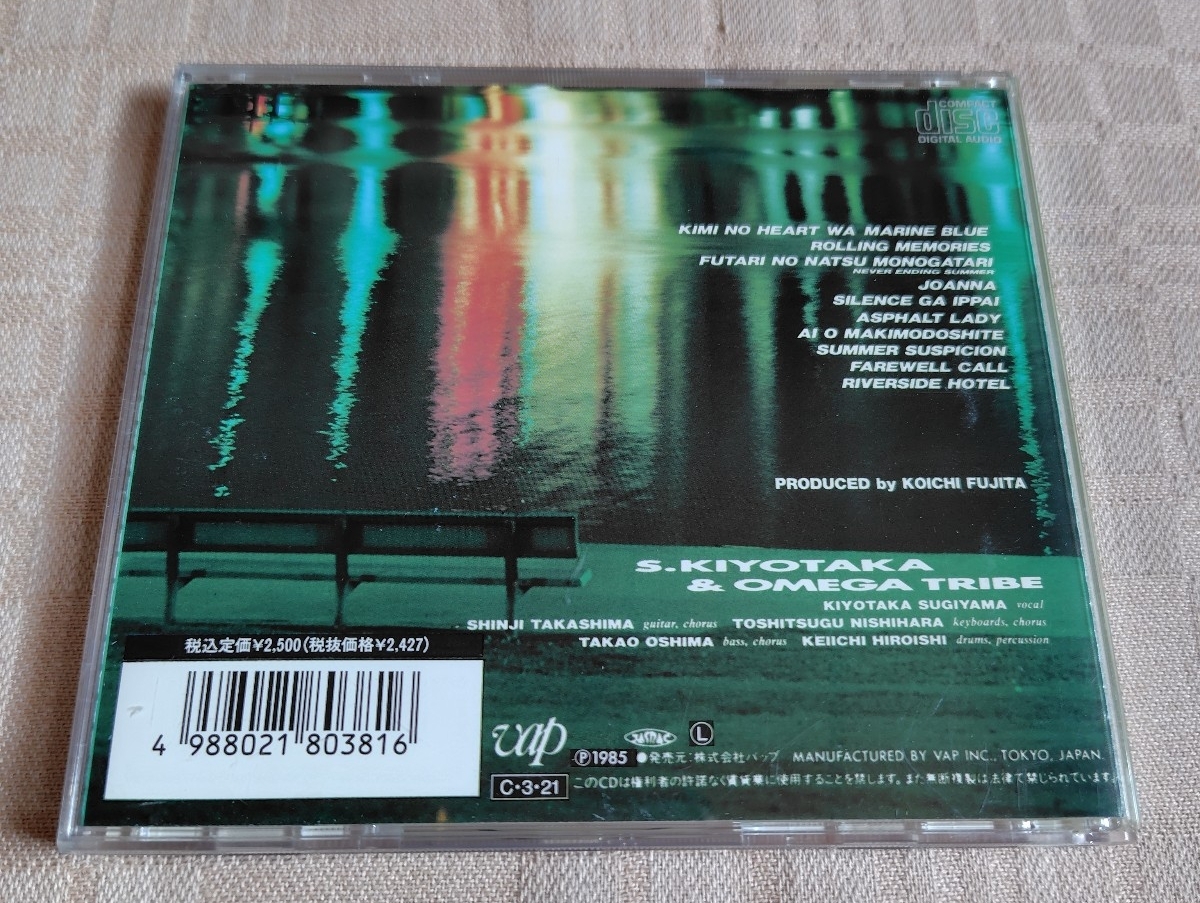 COMPACT
disc
DIGITAL AUDIO
KIMI NO HEART WA MARINE BLUE
ROLLING MEMORIES
FUTARI NO NATSU MONOGATARI
NEVER ENDING SUMMER
JOANNA
SILENCE GA IPPAI
ASPHALT LADY
AI O MAKIMODOSHITE
SUMMER SUSPICION
FAREWELL CALL
RIVERSIDE HOTEL
PRODUCED by KOICHI FUJITA
S.KIYOTAKA
& OMEGA TRIBE
KIYOTAKA SUGIYAMA vocal
SHINJI TAKASHIMA guitar, chorus TOSHITSUGU NISHIHARA keyboards, chorus
TAKAO OSHIMA bass, chorus KEIICHI HIROISHI drums, percussion
税込定価¥2,500(税抜価格¥2,427)
4 988021 803816
vap JASRAC L
Ⓟ1985 ●発売元:株式会社バップ MANUFACTURED BY VAP INC., TOKYO, JAPAN.
C・3・21 このCDは権利者の許諾なく賃貸業に使用することを禁じます。また無断複製は法律で禁じられています。